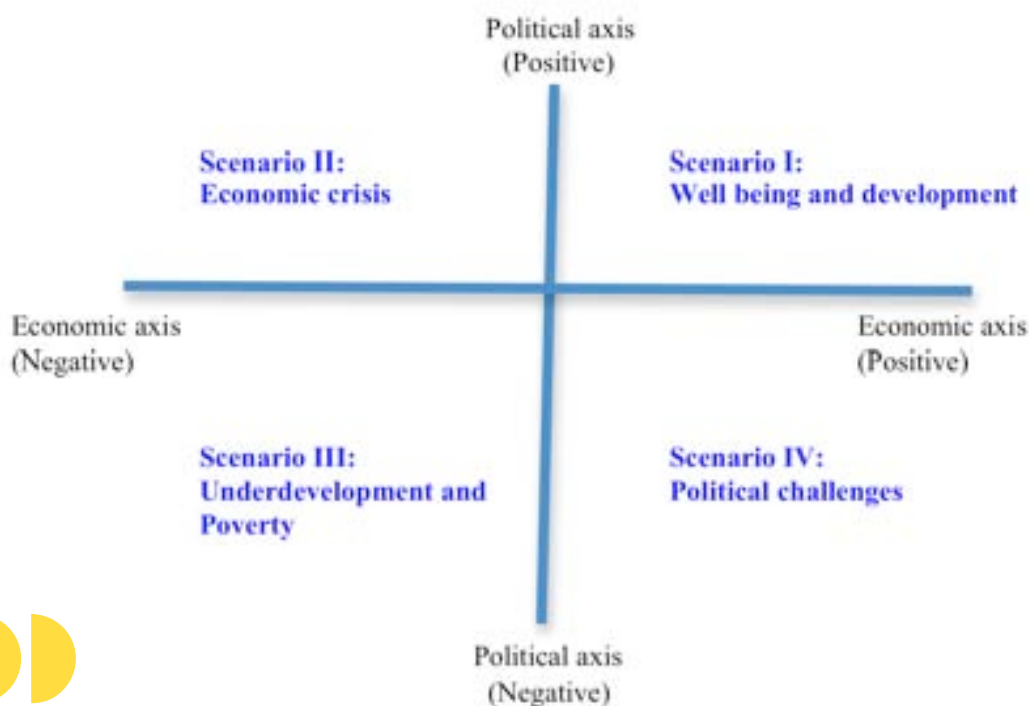 Political axis
(Positive)
Scenario II:
Economic crisis
Scenario I:
Well being and development
Economic axis
(Negative)
Economic axis
(Positive)
Scenario III:
Underdevelopment and
Poverty
Scenario IV:
Political challenges
Political axis
(Negative)